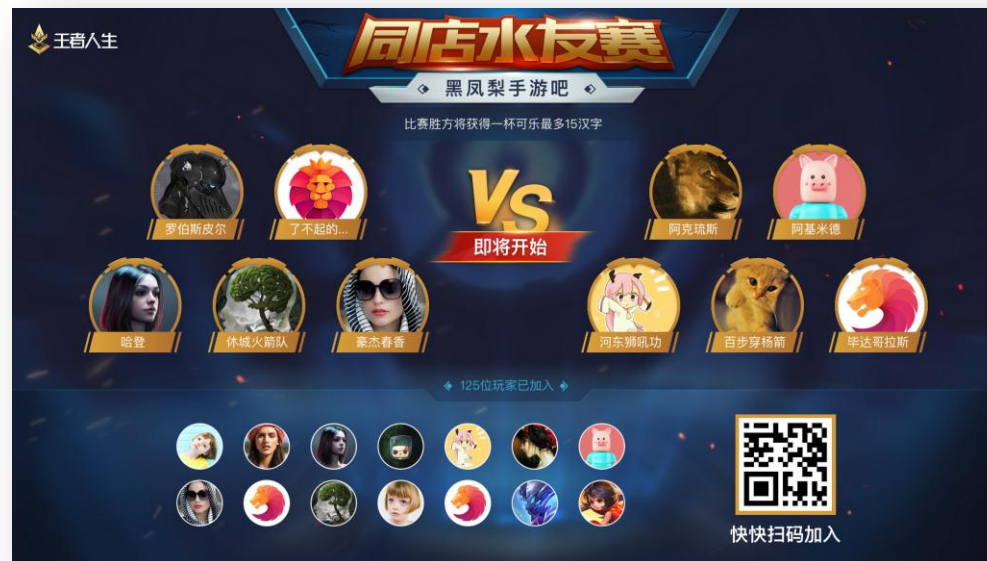 王者人生
同店水友赛
黑凤梨手游吧
比赛胜方将获得一杯可乐最多15汉字
VS
即将开始
罗伯斯皮尔
了不起的...
阿克琉斯
阿基米德
哈登
休城火箭队
豪杰春香
河东狮吼功
百步穿杨箭
毕达哥拉斯
125位玩家已加入
快快扫码加入